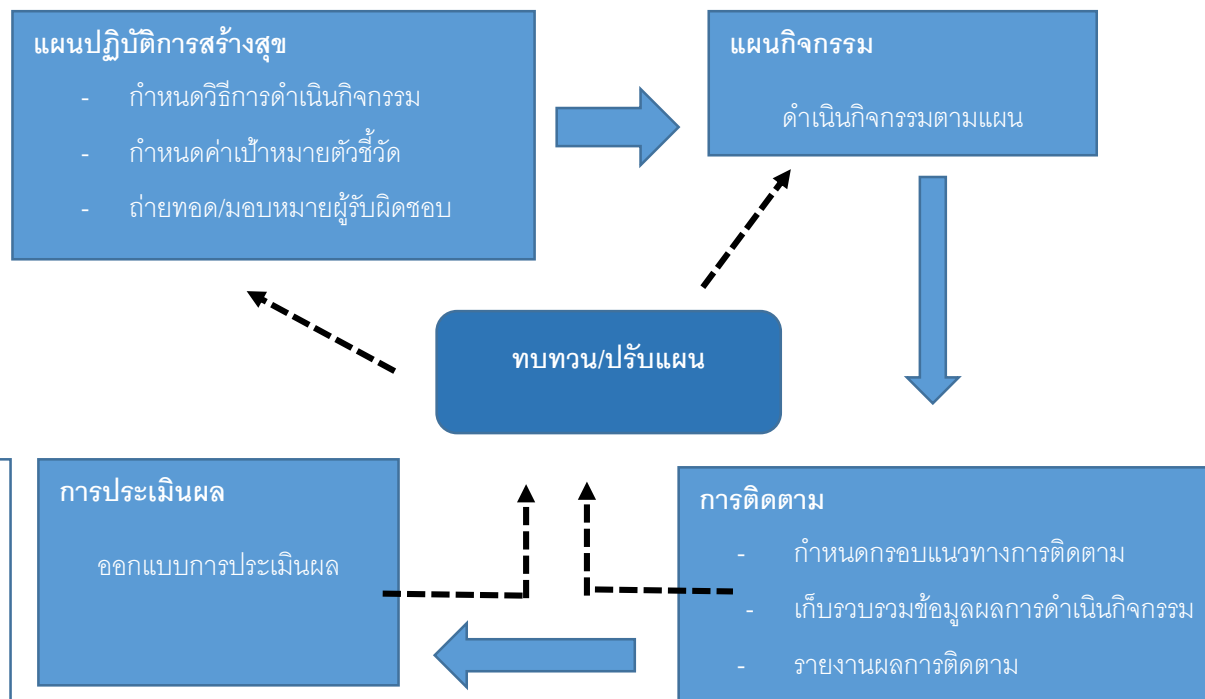 แผนปฏิบัติการสร้างสุข
- กำหนดวิธีการดำเนินกิจกรรม
- กำหนดค่าเป้าหมายตัวชี้วัด
- ถ่ายทอด/มอบหมายผู้รับผิดชอบ
แผนกิจกรรม
ดำเนินกิจกรรมตามแผน
ทบทวน/ปรับแผน
การประเมินผล
ออกแบบการประเมินผล
การติดตาม
- กำหนดกรอบแนวทางการติดตาม
- เก็บรวบรวมข้อมูลผลการดำเนินกิจกรรม
- รายงานผลการติดตาม